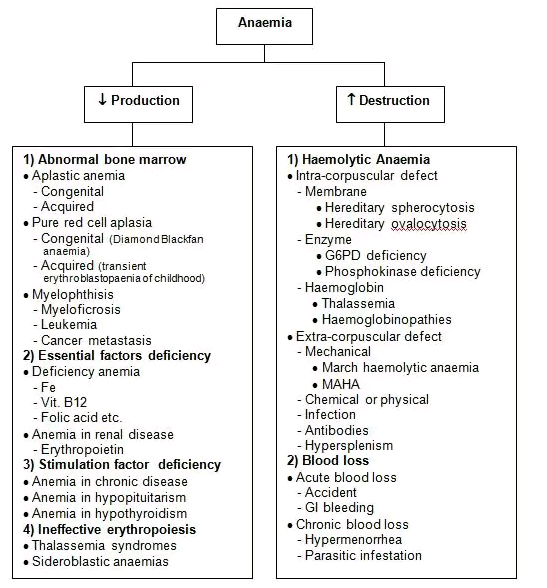 Anaemia
↓ Production
1) Abnormal bone marrow
● Aplastic anemia
- Congenital
- Acquired
● Pure red cell aplasia
- Congenital (Diamond Blackfan
anaemia)
- Acquired (transient
erythroblastopaenia of childhood)
● Myelophthisis
- Myeloficrosis
- Leukemia
- Cancer metastasis
2) Essential factors deficiency
● Deficiency anemia
- Fe
- Vit. B12
- Folic acid etc.
● Anemia in renal disease
- Erythropoietin
3) Stimulation factor deficiency
● Anemia in chronic disease
● Anemia in hypopituitarism
● Anemia in hypothyroidism
4) Ineffective erythropoiesis
● Thalassemia syndromes
● Sideroblastic anaemias
↑ Destruction
1) Haemolytic Anaemia
● Intra-corpuscular defect
- Membrane
● Hereditary spherocytosis
● Hereditary ovalocytosis
- Enzyme
● G6PD deficiency
● Phosphokinase deficiency
- Haemoglobin
● Thalassemia
● Haemoglobinopathies
● Extra-corpuscular defect
- Mechanical
● March haemolytic anaemia
● MAHA
- Chemical or physical
- Infection
- Antibodies
- Hypersplenism
2) Blood loss
● Acute blood loss
- Accident
- GI bleeding
● Chronic blood loss
- Hypermenorrhea
- Parasitic infestation